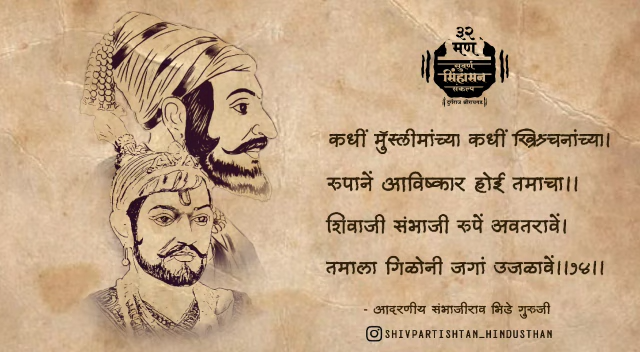 ३२
मण
सुवर्ण
सिंहासन
संकल्प
कधीं मुॅस्लीमांच्या कधीं ख्रिश्चनांच्या।
रुपानें आविष्कार होई तमाचा।।
शिवाजी संभाजी रुपें अवतरावें।
तमाला गिळोनी जगां उजळावें।।७४।।
- आदरणीय संभाजीराव भिडे गुरुजी
SHIVPARTISHTAN_HINDUSTHAN